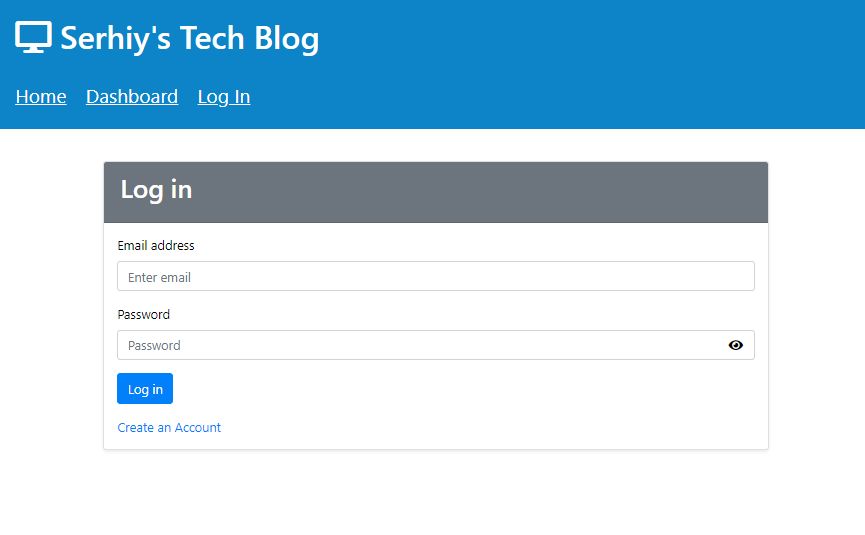 Serhiy's Tech Blog
Home Dashboard Log In
Log in
Email address
Enter email
Password
Password
Log in
Create an Account